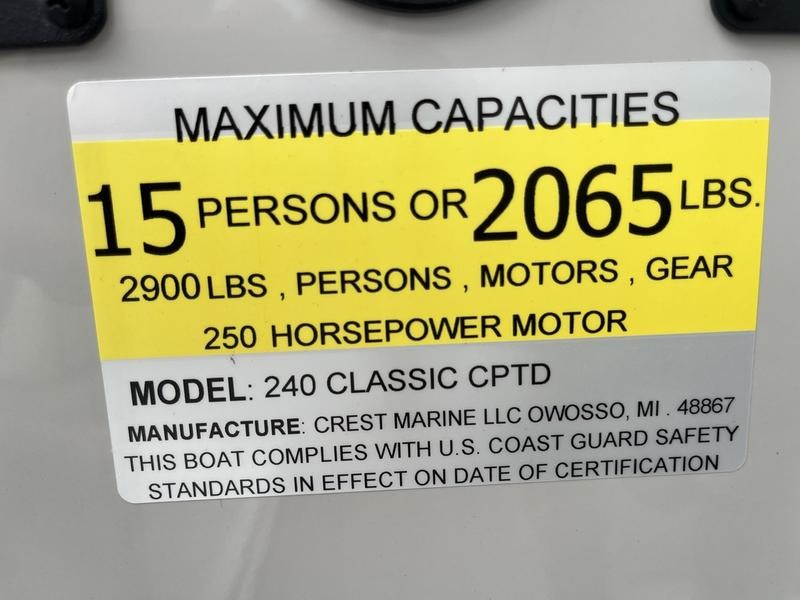 MAXIMUM CAPACITIES
15 PERSONS OR 2065 LBS.
2900 LBS , PERSONS , MOTORS , GEAR
250 HORSEPOWER MOTOR
MODEL: 240 CLASSIC CPTD
MANUFACTURE: CREST MARINE LLC OWOSSO, MI . 48867
THIS BOAT COMPLIES WITH U.S. COAST GUARD SAFETY
STANDARDS IN EFFECT ON DATE OF CERTIFICATION